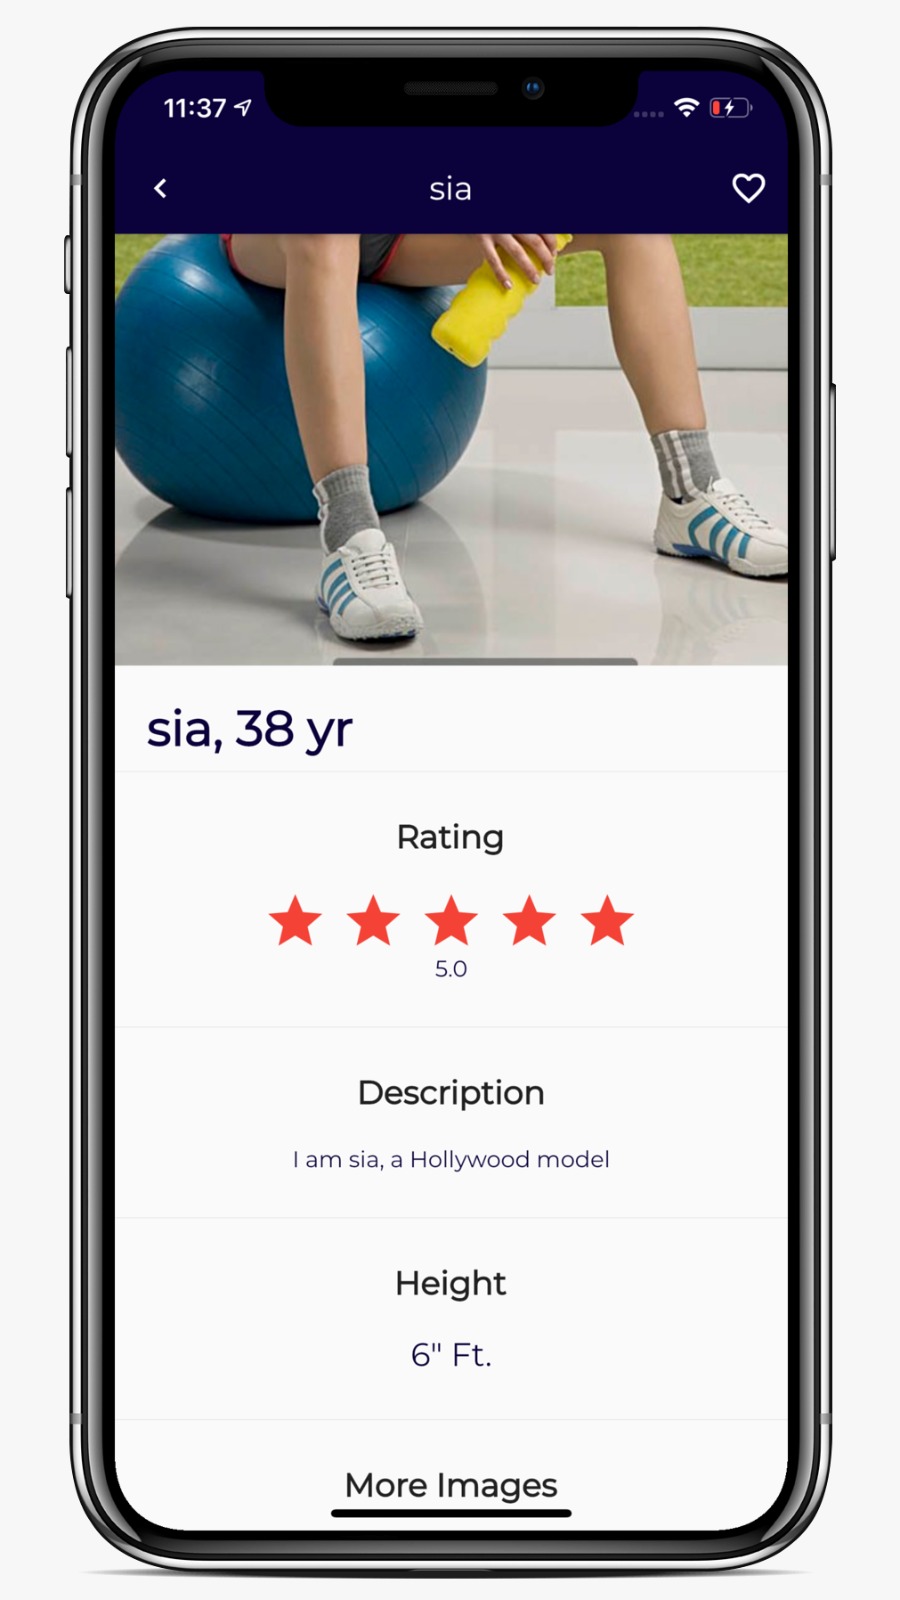 11:37
sia
sia, 38 yr
Rating
5.0
Description
I am sia, a Hollywood model
Height
6" Ft.
More Images